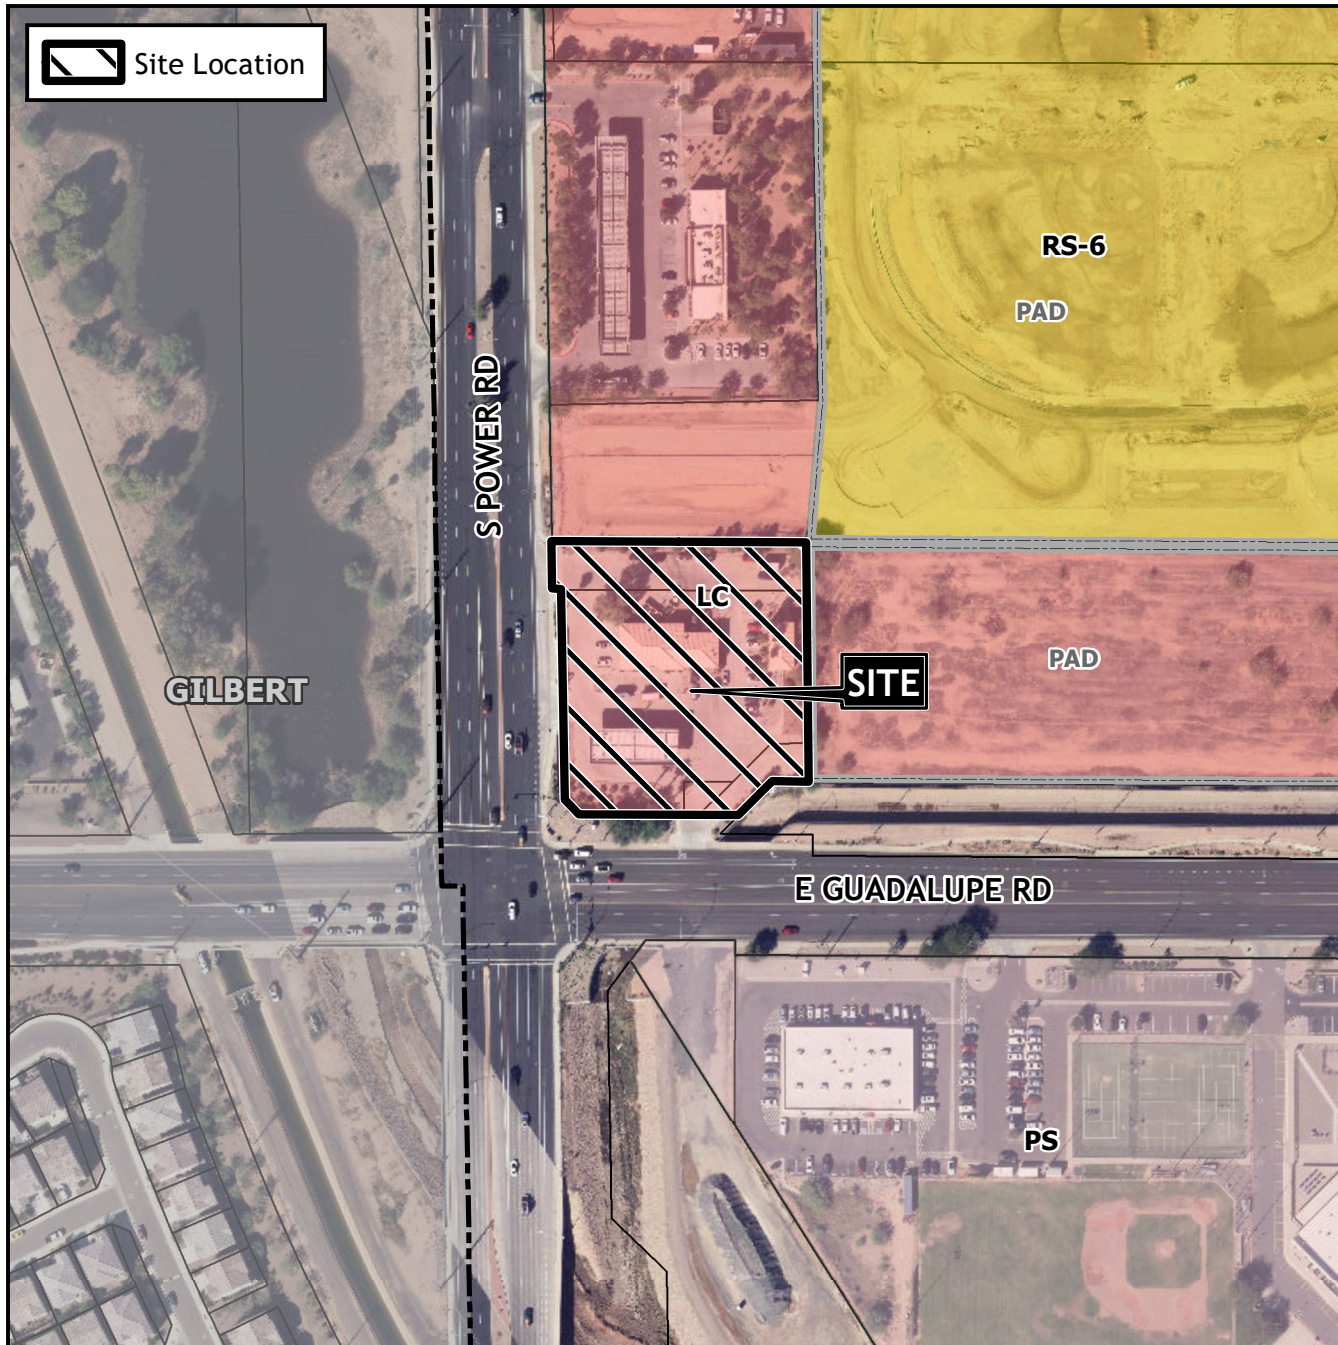 Site Location
RS-6
PAD
S POWER RD
LC
PAD
SITE
GILBERT
E GUADALUPE RD
PS